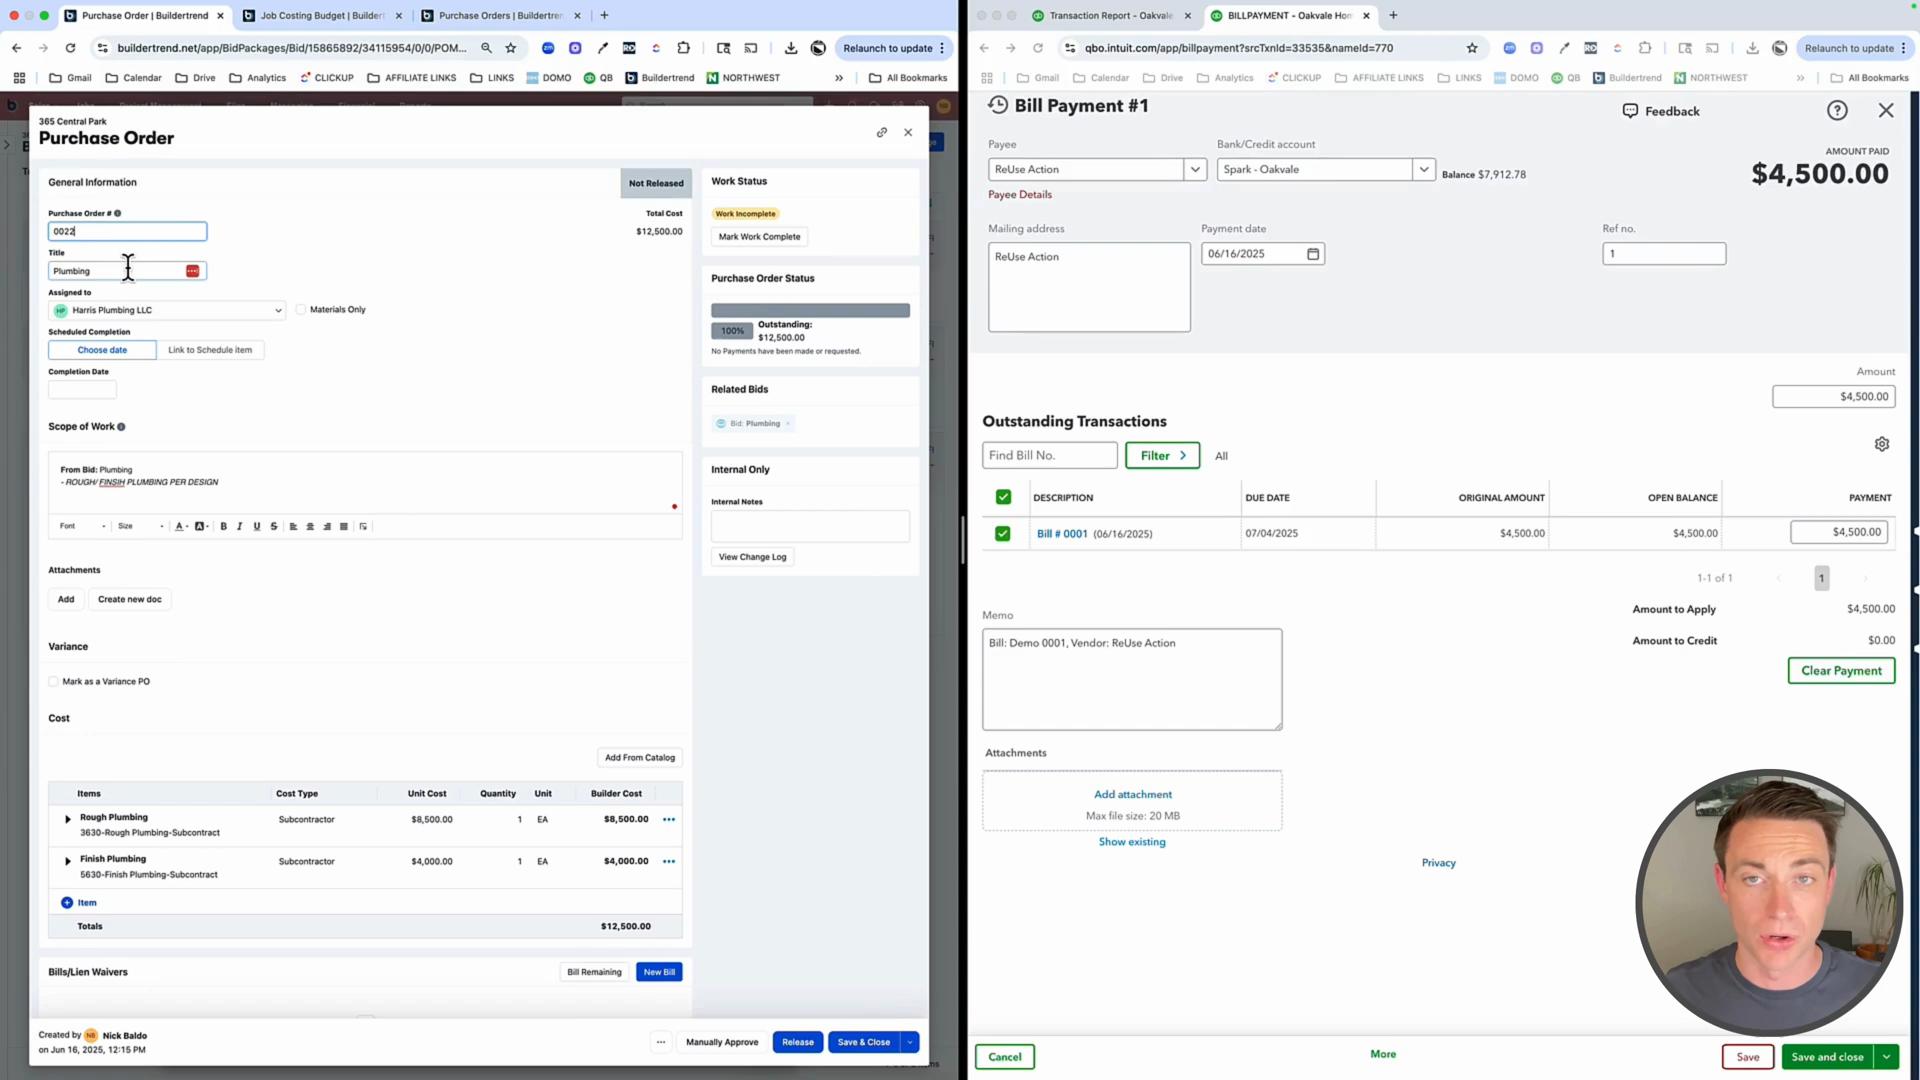 Purchase Order | Buildertrend
Job Costing Budget | Buildert
Purchase Orders | Buildertren
buildertrend.net/app/BidPackages/Bid/15865892/34115954/0/0/POM...
Relaunch to update
Gmail
Calendar
Drive
Analytics
CLICKUP
AFFILIATE LINKS
LINKS
DOMO
QB
Buildertrend
NORTHWEST
»
All Bookmarks
365 Central Park
Purchase Order
General Information
Not Released
Purchase Order #
Total Cost
0022
$12,500.00
Title
Plumbing
Assigned to
HP Harris Plumbing LLC
Materials Only
Scheduled Completion
Choose date
Link to Schedule item
Completion Date
Scope of Work
From Bid: Plumbing
- ROUGH/ FINSIH PLUMBING PER DESIGN
Font
Size
A
A
B
I
U
S
Attachments
Add
Create new doc
Variance
Mark as a Variance PO
Cost
Add From Catalog
Items Cost Type Unit Cost Quantity Unit Builder Cost
Rough Plumbing
3630-Rough Plumbing-Subcontract
Subcontractor $8,500.00 1 EA $8,500.00
Finish Plumbing
5630-Finish Plumbing-Subcontract
Subcontractor $4,000.00 1 EA $4,000.00
Item
Totals $12,500.00
Bills/Lien Waivers
Bill Remaining
New Bill
Created by NB Nick Baldo
on Jun 16, 2025, 12:15 PM
Manually Approve
Release
Save & Close
Work Status
Work Incomplete
Mark Work Complete
Purchase Order Status
100%
Outstanding:
$12,500.00
No Payments have been made or requested.
Related Bids
Bid: Plumbing
Internal Only
Internal Notes
View Change Log
Transaction Report - Oakvale
BILLPAYMENT - Oakvale Hom
qbo.intuit.com/app/billpayment?srcTxnId=33535&nameId=770
Relaunch to update
Gmail
Calendar
Drive
Analytics
CLICKUP
AFFILIATE LINKS
LINKS
DOMO
QB
Buildertrend
NORTHWEST
»
All Bookmarks
Bill Payment #1
Feedback
Payee
ReUse Action
Payee Details
Bank/Credit account
Spark - Oakvale
Balance $7,912.78
AMOUNT PAID
$4,500.00
Mailing address
ReUse Action
Payment date
06/16/2025
Ref no.
1
Amount
$4,500.00
Outstanding Transactions
Find Bill No.
Filter
All
DESCRIPTION DUE DATE ORIGINAL AMOUNT OPEN BALANCE PAYMENT
Bill # 0001 (06/16/2025) 07/04/2025 $4,500.00 $4,500.00 $4,500.00
1-1 of 1
1
Amount to Apply $4,500.00
Amount to Credit $0.00
Clear Payment
Memo
Bill: Demo 0001, Vendor: ReUse Action
Attachments
Add attachment
Max file size: 20 MB
Show existing
Privacy
Cancel
More
Save
Save and close